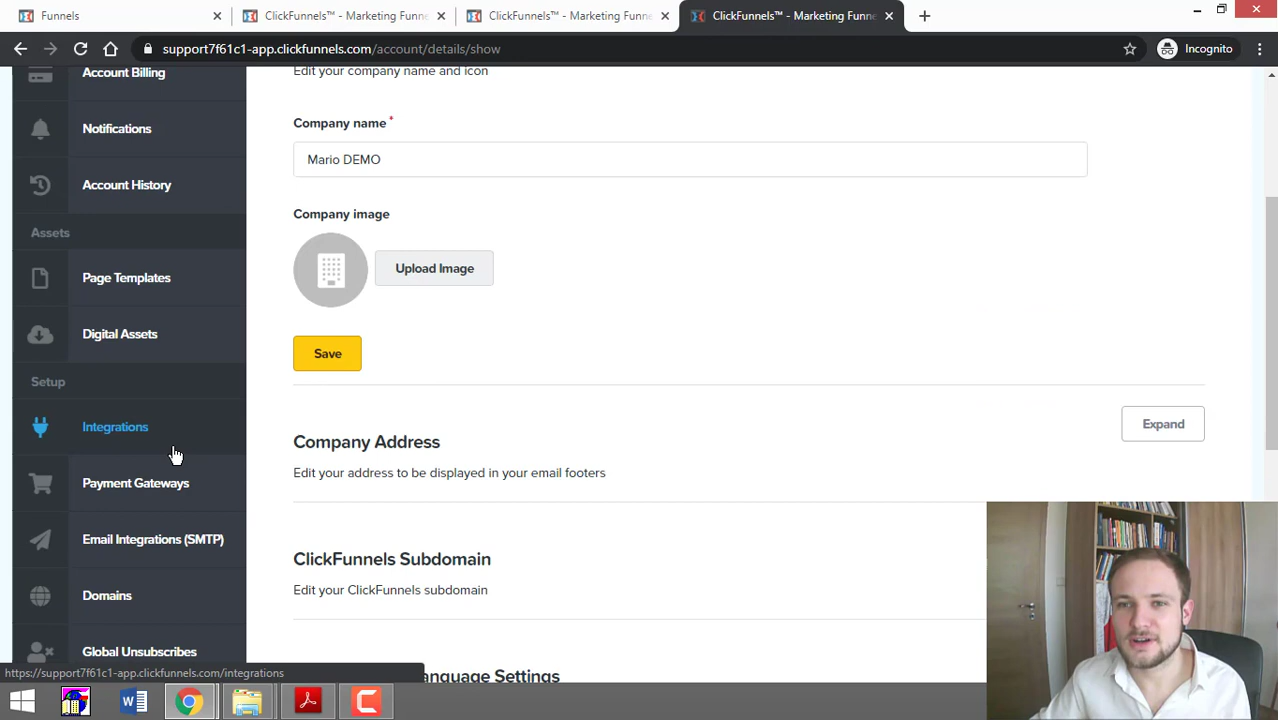 Funnels
ClickFunnels™ - Marketing Funne
ClickFunnels™ - Marketing Funne
ClickFunnels™ - Marketing Funne
support7f61c1-app.clickfunnels.com/account/details/show
Incognito
Account Billing
Notifications
Account History
Assets
Page Templates
Digital Assets
Setup
Integrations
Payment Gateways
Email Integrations (SMTP)
Domains
Global Unsubscribes
Edit your company name and icon
Company name *
Mario DEMO
Company image
Upload Image
Save
Expand
Company Address
Edit your address to be displayed in your email footers
ClickFunnels Subdomain
Edit your ClickFunnels subdomain
anguage Settings
https://support7f61c1-app.clickfunnels.com/integrations